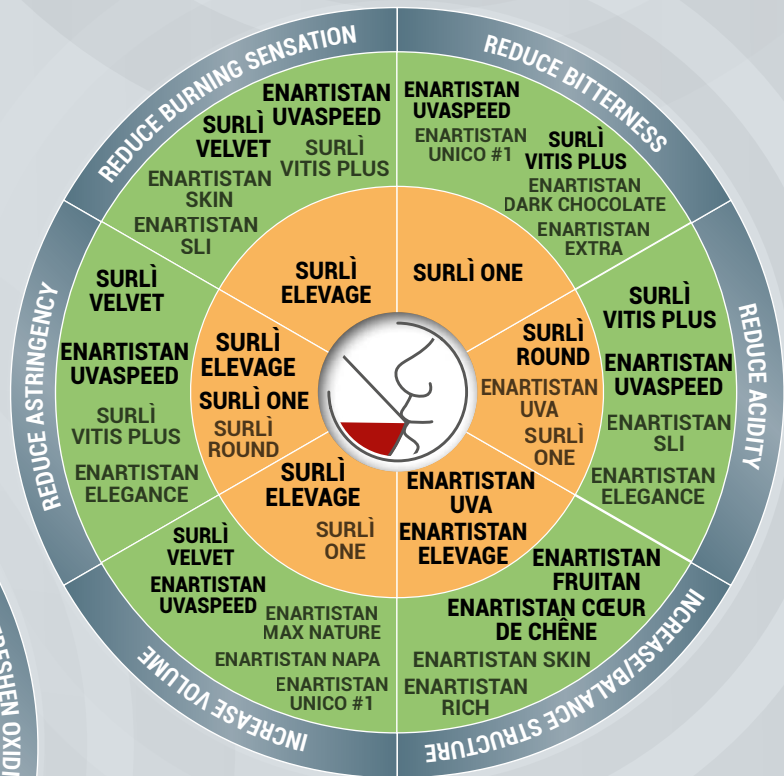 REDUCE BURNING SENSATION
ENARTISTAN
UVASPEED
SURLÌ
VELVET
SURLÌ
VITIS PLUS
ENARTISTAN
SKIN
ENARTISTAN
SLI
SURLÌ
ELEVAGE
REDUCE BITTERNESS
ENARTISTAN
UVASPEED
ENARTISTAN
UNICO #1
SURLÌ
VITIS PLUS
ENARTISTAN
DARK CHOCOLATE
ENARTISTAN
EXTRA
SURLÌ ONE
REDUCE ACIDITY
SURLÌ
VITIS PLUS
ENARTISTAN
UVASPEED
ENARTISTAN
SLI
ENARTISTAN
ELEGANCE
SURLÌ
ROUND
ENARTISTAN
UVA
SURLÌ
ONE
INCREASE/BALANCE STRUCTURE
ENARTISTAN
UVA
ENARTISTAN
ELEVAGE
ENARTISTAN
FRUITAN
ENARTISTAN CŒUR
DE CHÊNE
ENARTISTAN SKIN
ENARTISTAN
RICH
INCREASE VOLUME
SURLÌ
ELEVAGE
SURLÌ
ONE
SURLÌ
VELVET
ENARTISTAN
UVASPEED
ENARTISTAN
MAX NATURE
ENARTISTAN NAPA
ENARTISTAN
UNICO #1
REDUCE ASTRINGENCY
SURLÌ
VELVET
ENARTISTAN
UVASPEED
SURLÌ
VITIS PLUS
ENARTISTAN
ELEGANCE
SURLÌ
ELEVAGE
SURLÌ ONE
SURLÌ
ROUND